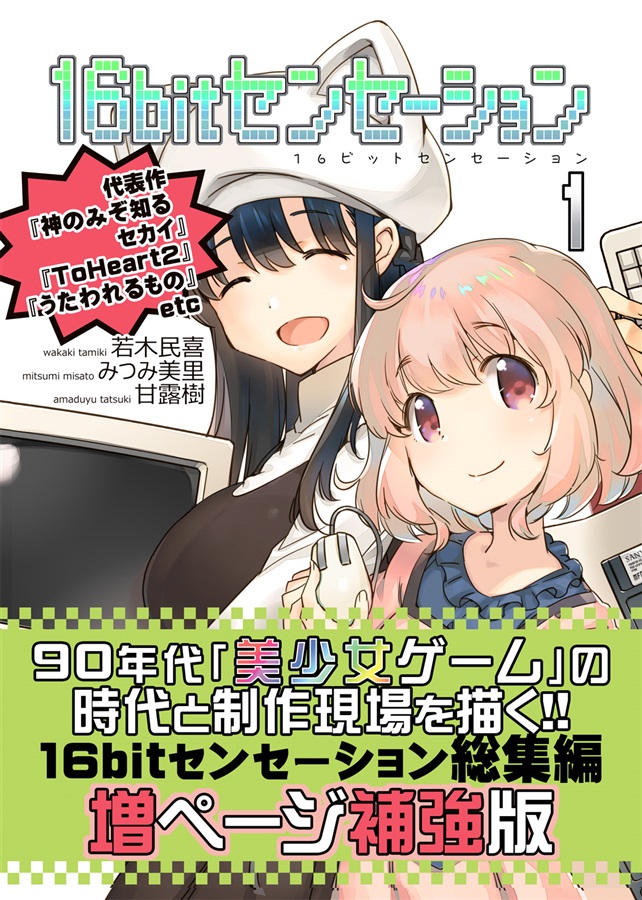 16bitセンセーション
16ビットセンセーション
1
代表作
『神のみぞ知る
セカイ』
『ToHeart2』
『うたわれるもの』
etc
wakaki tamiki 若木民喜
mitsumi misato みつみ美里
amaduyu tatsuki 甘露樹
90年代「美少女ゲーム」の
時代と制作現場を描く!!
16bitセンセーション総集編
増ページ補強版